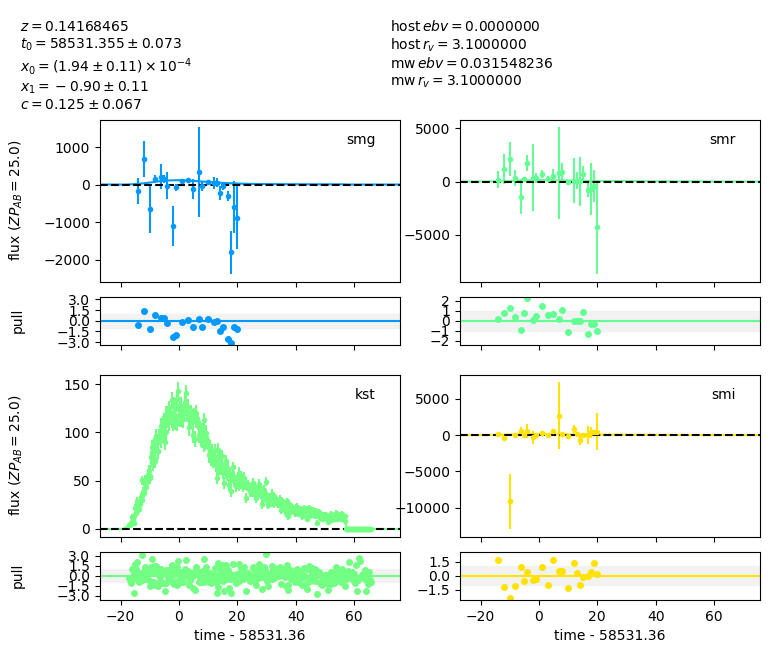 z = 0.14168465
t₀ = 58531.355 ± 0.073
x₀ = (1.94 ± 0.11) × 10⁻⁴
x₁ = −0.90 ± 0.11
c = 0.125 ± 0.067
host ebv = 0.0000000
host r_v = 3.1000000
mw ebv = 0.031548236
mw r_v = 3.1000000
smg
flux (ZP_AB = 25.0)
1000
0
−1000
−2000
smr
5000
0
−5000
pull
3.0
1.5
0.0
−1.5
−3.0
2
1
0
−1
−2
kst
flux (ZP_AB = 25.0)
150
100
50
0
smi
5000
0
−5000
−10000
pull
3.0
1.5
0.0
−1.5
−3.0
1.5
0.0
−1.5
−20 0 20 40 60
−20 0 20 40 60
time - 58531.36
time - 58531.36